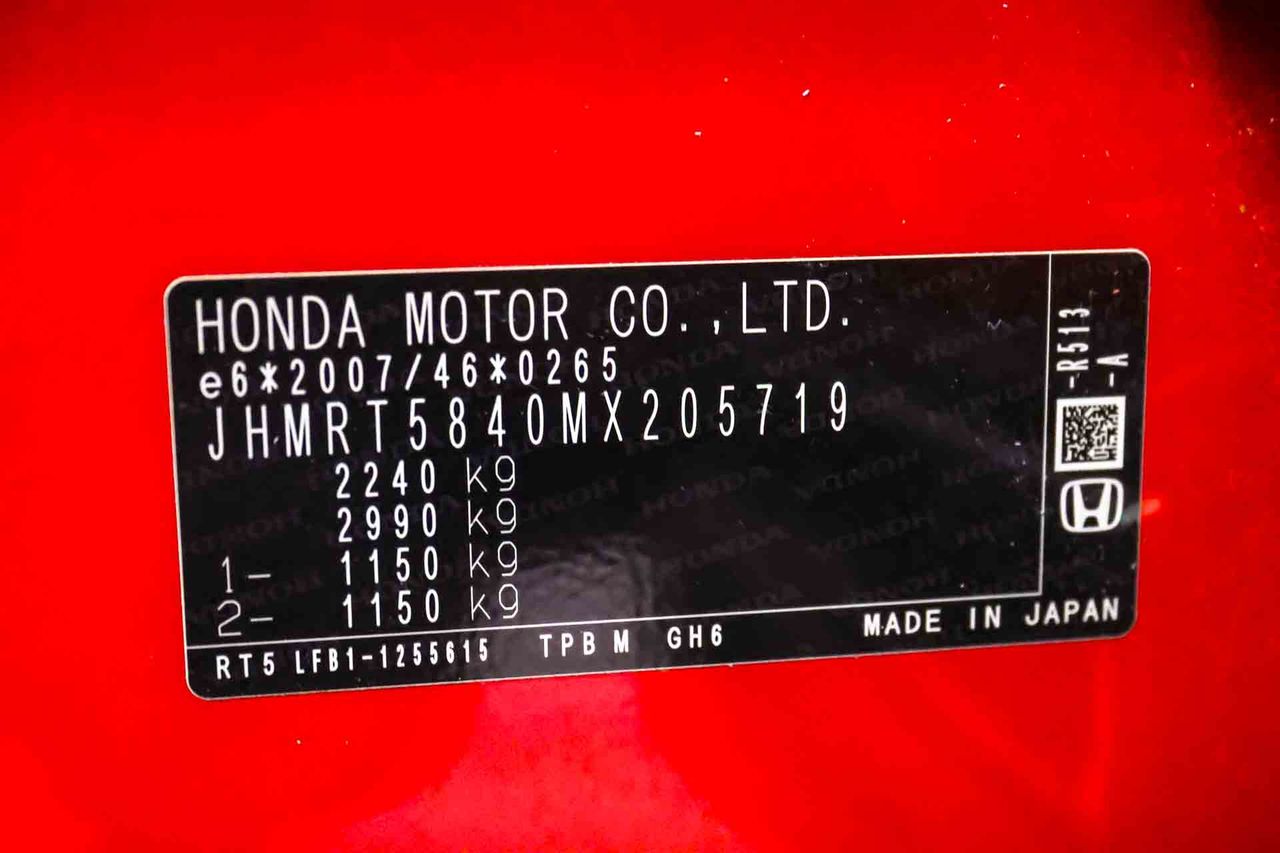 HONDA MOTOR CO.,LTD.
e6*2007/46*0265
JHMRT5840MX205719
2240 kg
2990 kg
1- 1150 kg
2- 1150 kg
RT5 LFB1-1255615 TPB M GH6
MADE IN JAPAN
-R513
-A